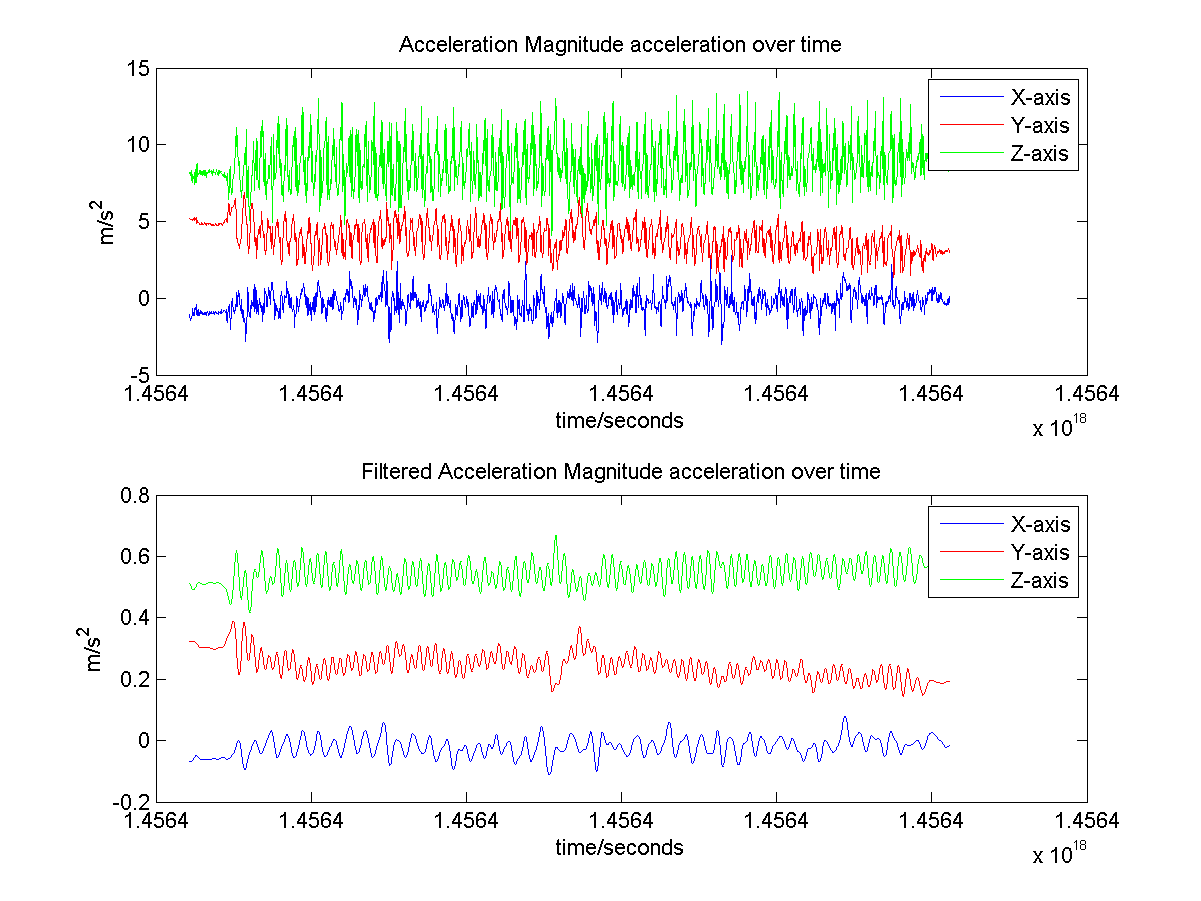 Acceleration Magnitude acceleration over time
15
10
5
0
-5
m/s2
X-axis
Y-axis
Z-axis
1.4564 1.4564 1.4564 1.4564 1.4564 1.4564 1.4564
time/seconds
x 10^18
Filtered Acceleration Magnitude acceleration over time
0.8
0.6
0.4
0.2
0
-0.2
m/s2
X-axis
Y-axis
Z-axis
1.4564 1.4564 1.4564 1.4564 1.4564 1.4564 1.4564
time/seconds
x 10^18